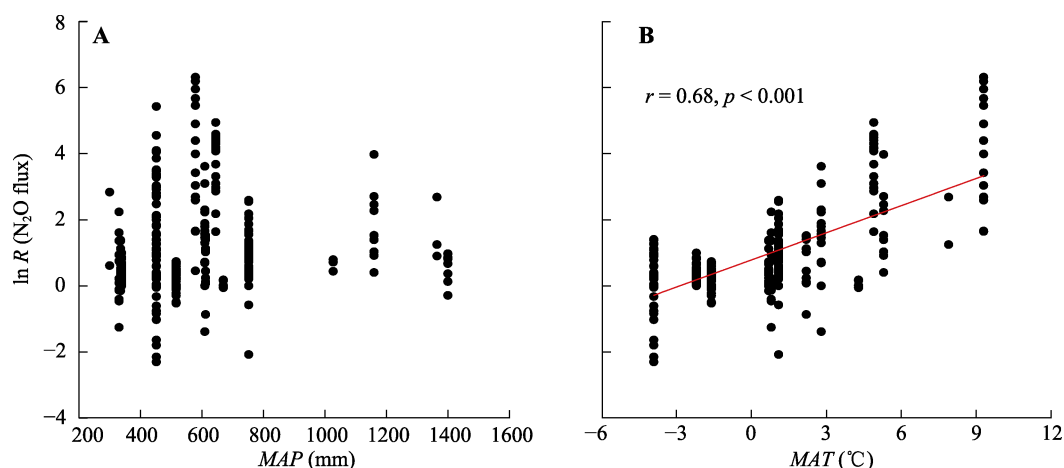 A
B
r = 0.68, p < 0.001
ln R (N₂O flux)
8
6
4
2
0
−2
−4
200 400 600 800 1000 1200 1400 1600
−6 −3 0 3 6 9 12
MAP (mm)
MAT (℃)